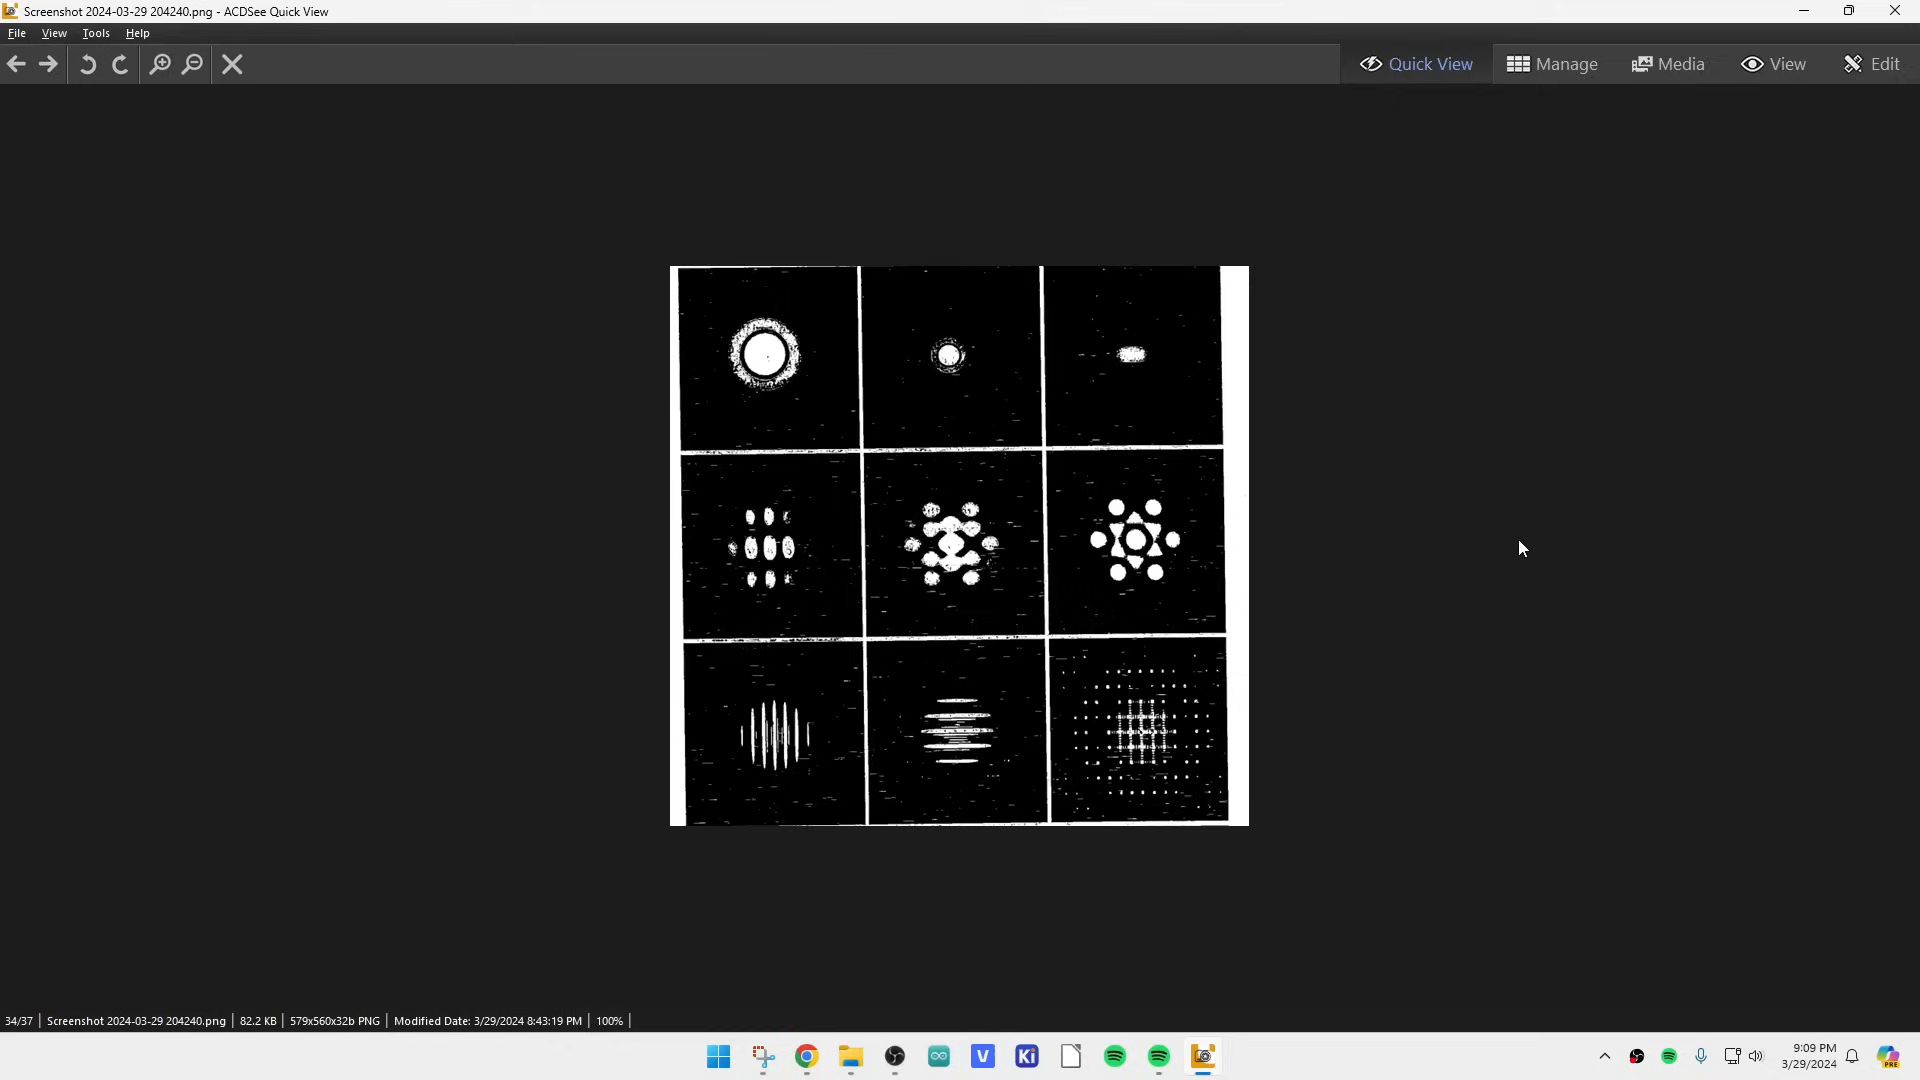 Screenshot 2024-03-29 204240.png - ACDSee Quick View
File View Tools Help
Quick View Manage Media View Edit
34/37 Screenshot 2024-03-29 204240.png 82.2 KB 579x560x32b PNG Modified Date: 3/29/2024 8:43:19 PM 100%
V Ki
9:09 PM
3/29/2024
PRE